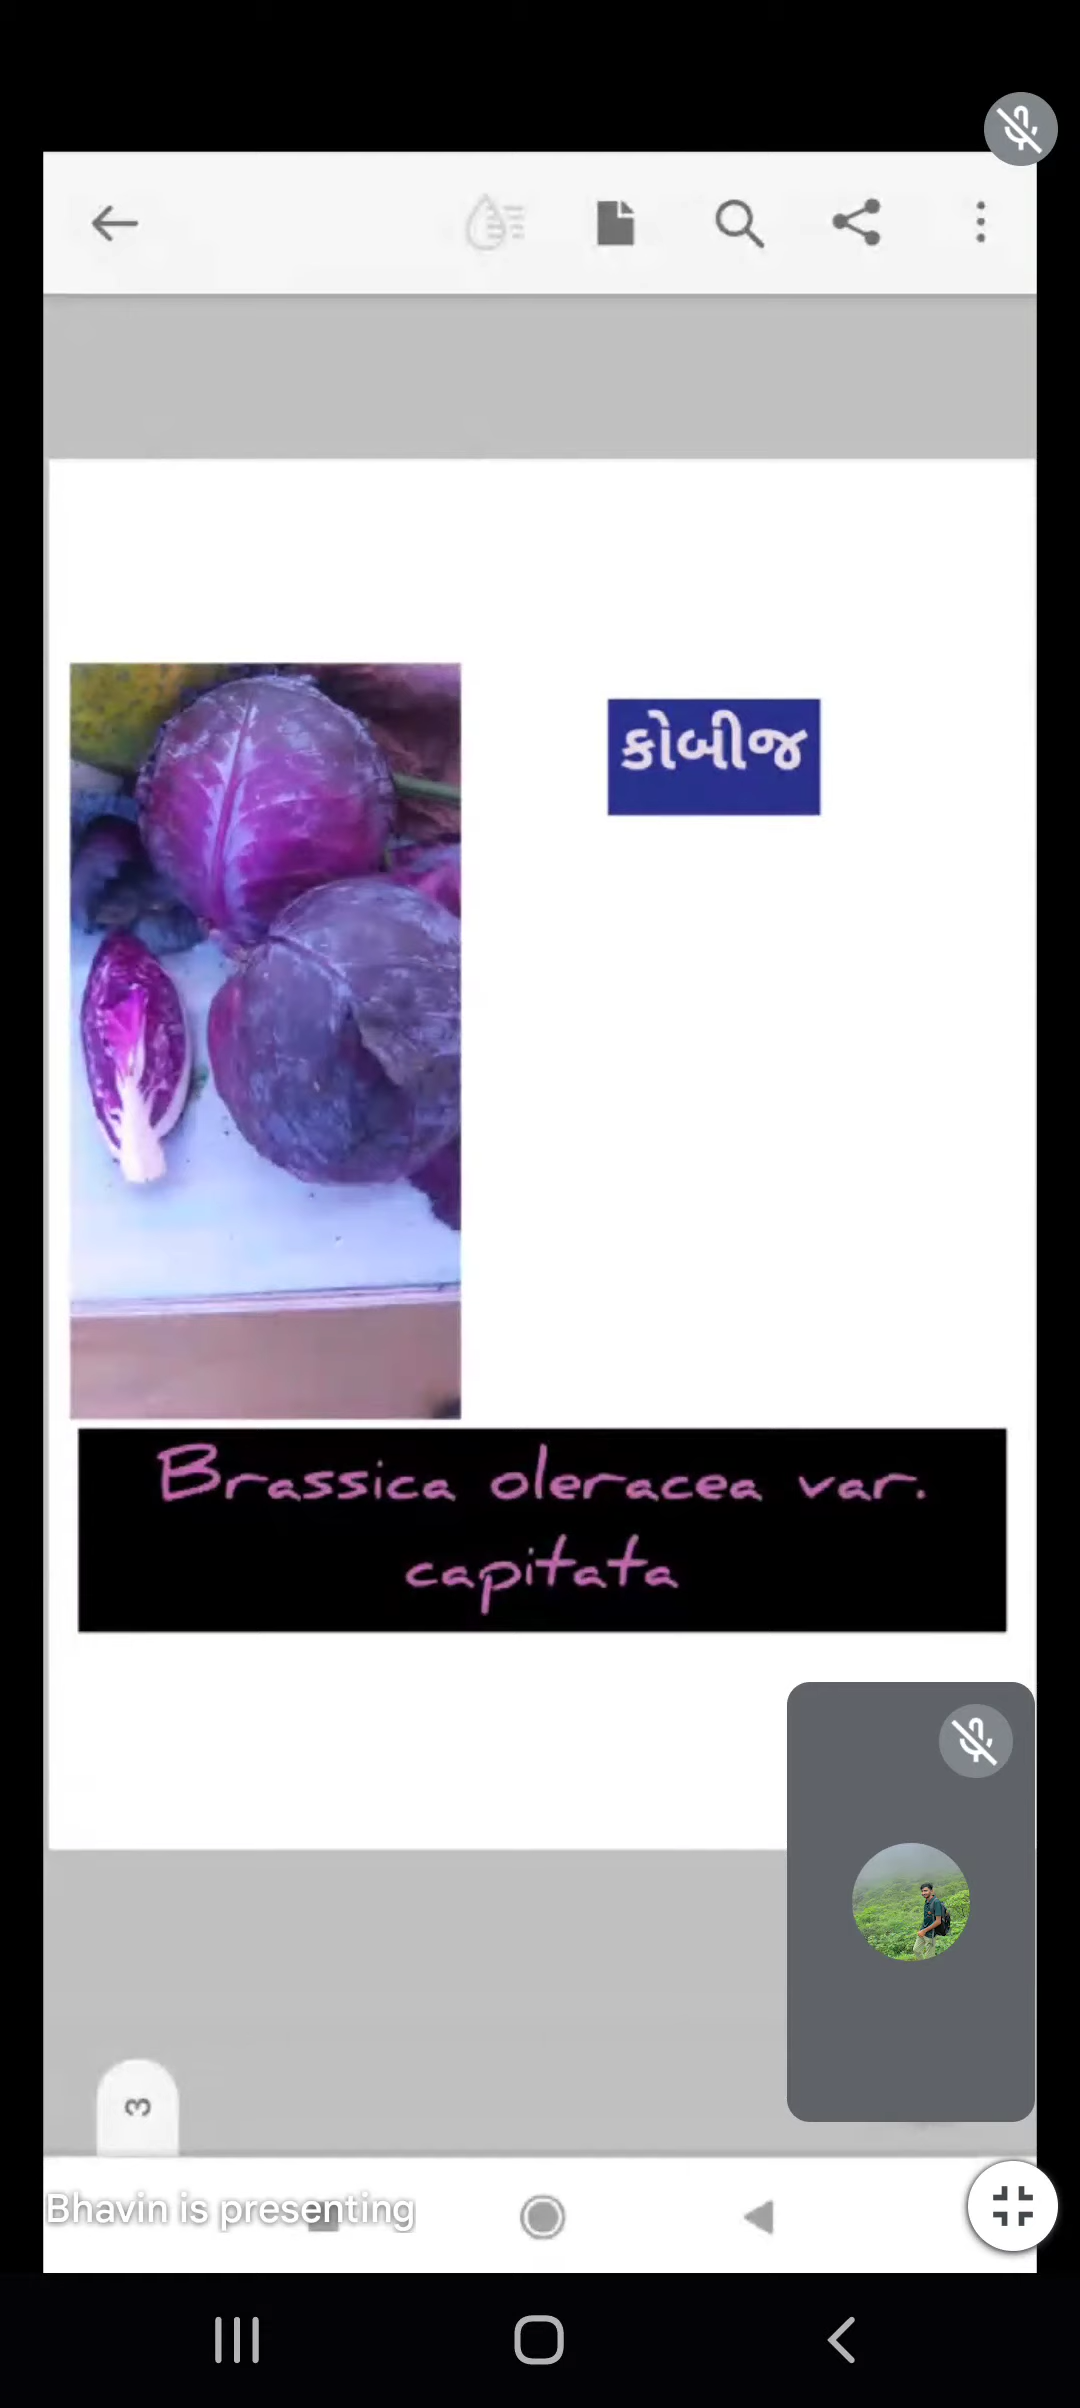 કોબીજ
Brassica oleracea var.
capitata
3
Bhavin is presenting